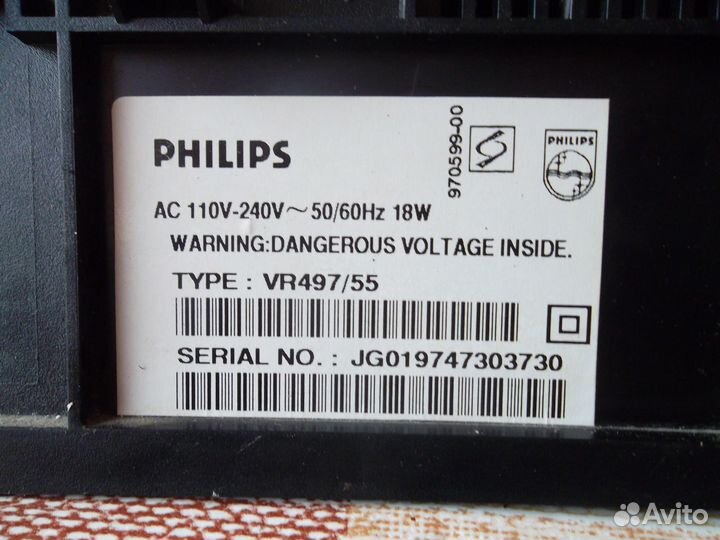 PHILIPS
970599-00
PHILIPS
AC 110V-240V~50/60Hz 18W
WARNING:DANGEROUS VOLTAGE INSIDE.
TYPE : VR497/55
SERIAL NO. : JG019747303730
Avito